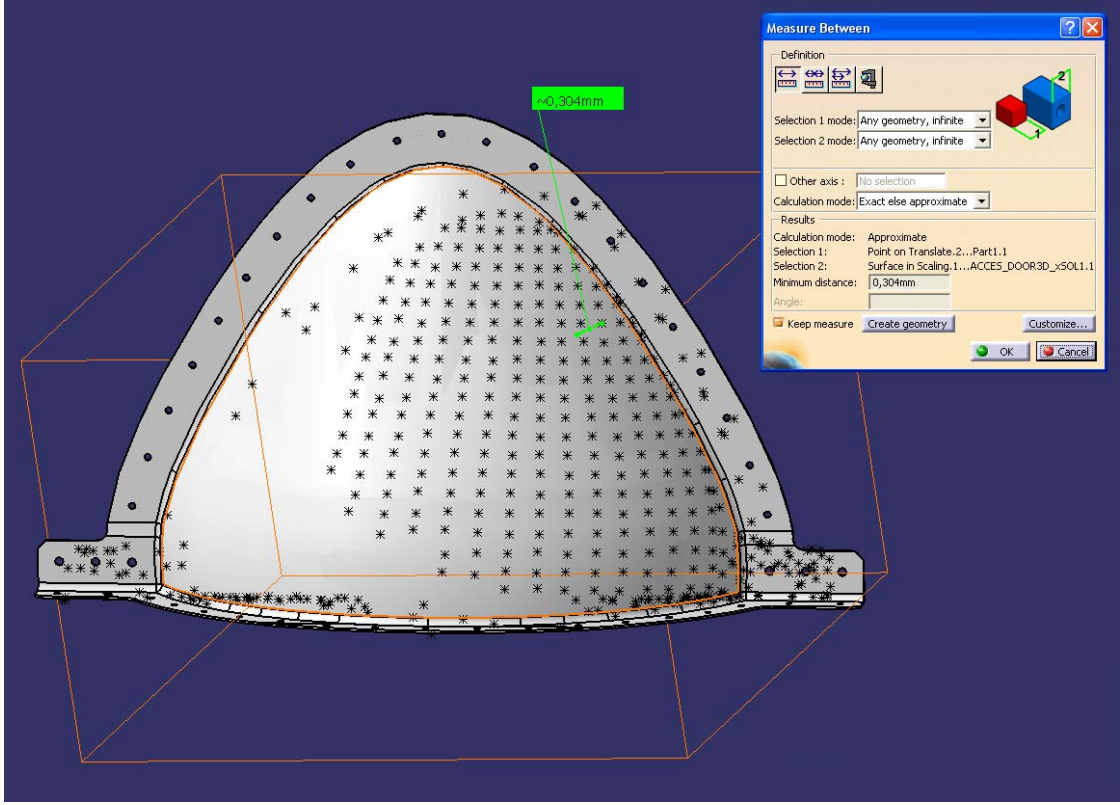 Measure Between
~0,304mm
Definition
2
1
Selection 1 mode: Any geometry, infinite
Selection 2 mode: Any geometry, infinite
Other axis : No selection
Calculation mode: Exact else approximate
Results
Calculation mode: Approximate
Selection 1: Point on Translate.2...Part1.1
Selection 2: Surface in Scaling.1...ACCES_DOOR3D_xSOL1.1
Minimum distance: 0,304mm
Angle:
Keep measure Create geometry Customize...
OK Cancel